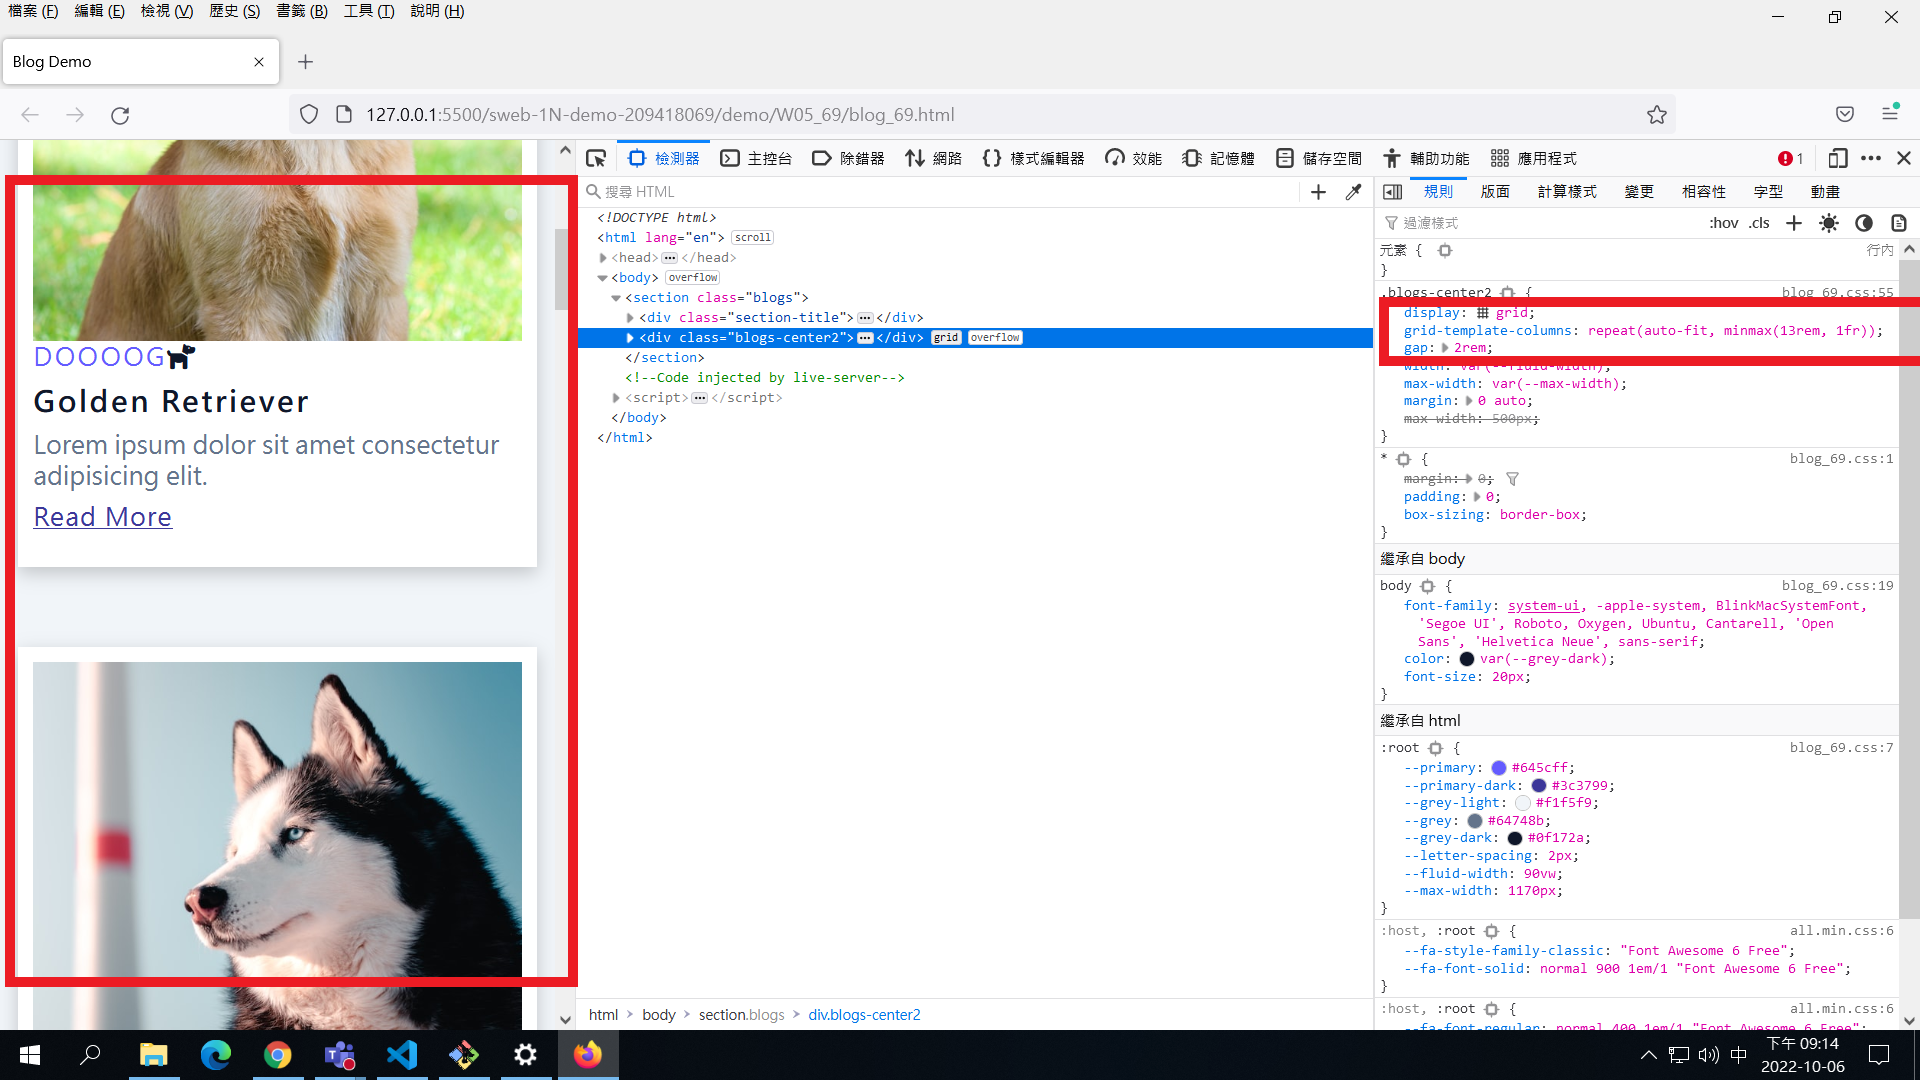 檔案 (F) 編輯 (E) 檢視 (V) 歷史 (S) 書籤 (B) 工具 (T) 說明 (H)
Blog Demo
127.0.0.1:5500/sweb-1N-demo-209418069/demo/W05_69/blog_69.html
DOOOOG
Golden Retriever
Lorem ipsum dolor sit amet consectetur
adipisicing elit.
Read More
檢測器 主控台 除錯器 網路 樣式編輯器 效能 記憶體 儲存空間 輔助功能 應用程式 1
搜尋 HTML
<!DOCTYPE html>
<html lang="en"> scroll
<head> ••• </head>
<body> overflow
<section class="blogs">
<div class="section-title"> ••• </div>
<div class="blogs-center2"> ••• </div> grid overflow
</section>
<!--Code injected by live-server-->
<script> ••• </script>
</body>
</html>
html > body > section.blogs > div.blogs-center2
規則 版面 計算樣式 變更 相容性 字型 動畫
過濾樣式 :hov .cls
元素 { 行內
}
.blogs-center2 { blog_69.css:55
display: grid;
grid-template-columns: repeat(auto-fit, minmax(13rem, 1fr));
gap: 2rem;
width: var(--fluid-width);
max-width: var(--max-width);
margin: 0 auto;
max-width: 500px;
}
* { blog_69.css:1
margin: 0;
padding: 0;
box-sizing: border-box;
}
繼承自 body
body { blog_69.css:19
font-family: system-ui, -apple-system, BlinkMacSystemFont,
'Segoe UI', Roboto, Oxygen, Ubuntu, Cantarell, 'Open
Sans', 'Helvetica Neue', sans-serif;
color: var(--grey-dark);
font-size: 20px;
}
繼承自 html
:root { blog_69.css:7
--primary: #645cff;
--primary-dark: #3c3799;
--grey-light: #f1f5f9;
--grey: #64748b;
--grey-dark: #0f172a;
--letter-spacing: 2px;
--fluid-width: 90vw;
--max-width: 1170px;
}
:host, :root { all.min.css:6
--fa-style-family-classic: "Font Awesome 6 Free";
--fa-font-solid: normal 900 1em/1 "Font Awesome 6 Free";
}
:host, :root { all.min.css:6
--fa-font-regular: normal 400 1em/1 "Font Awesome 6 Free";
中 下午 09:14
2022-10-06